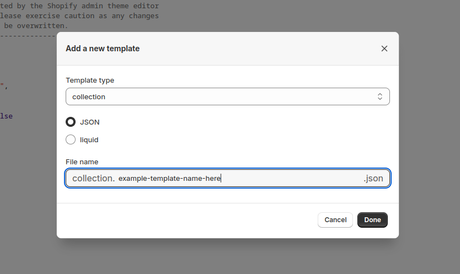 ted by the Shopify admin theme editor
lease exercise caution as any changes
be overwritten.
Add a new template
Template type
collection
JSON
liquid
",
lse
File name
collection. example-template-name-here .json
Cancel Done